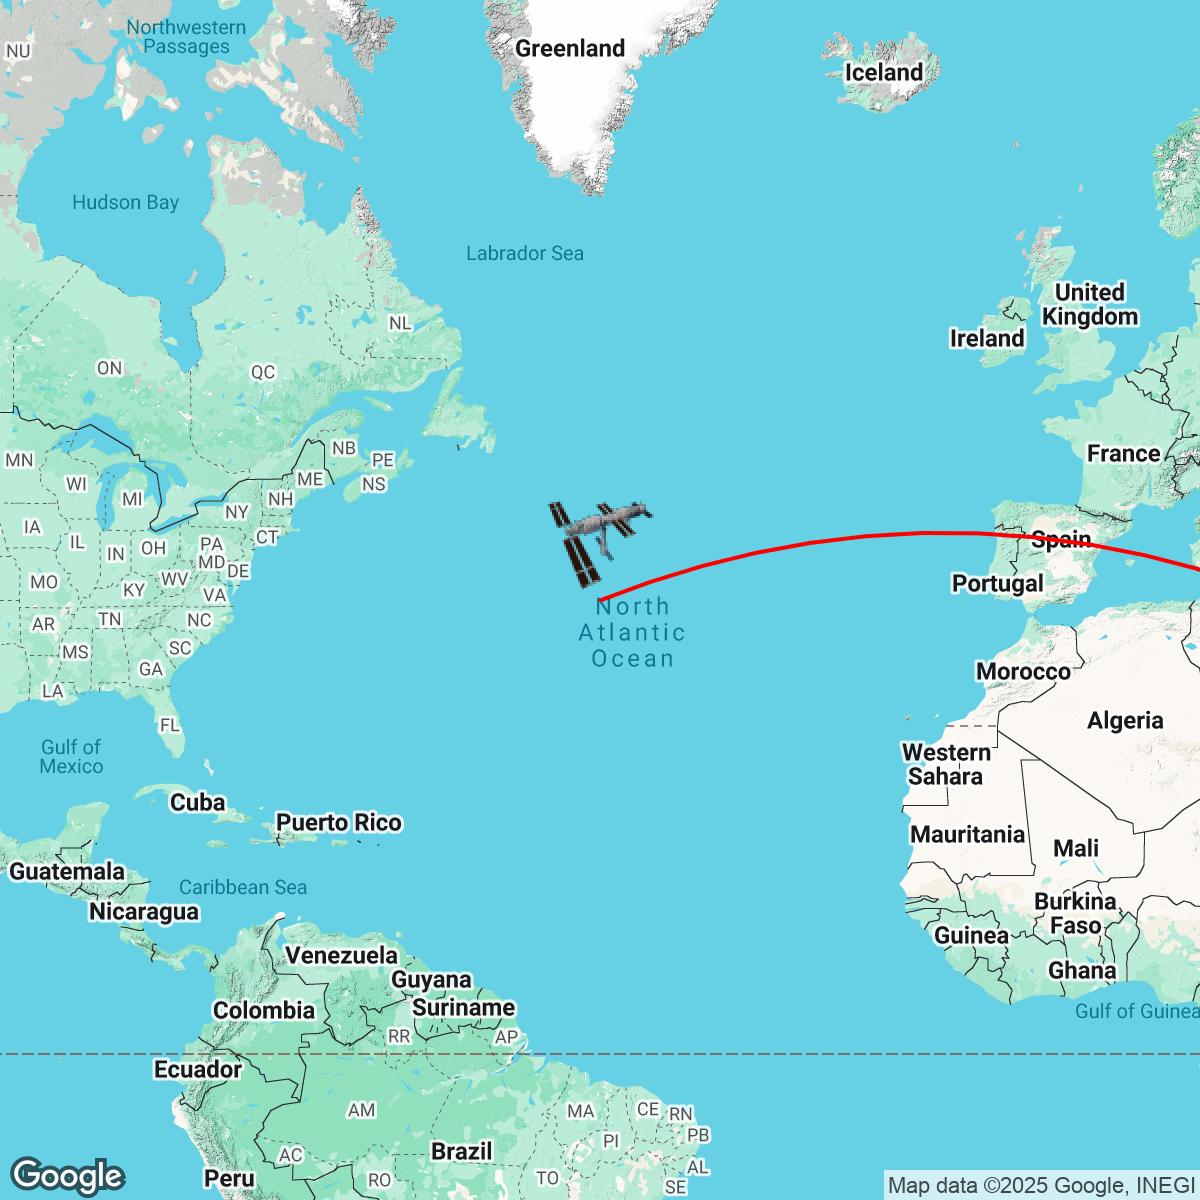 Northwestern
Passages
NU
Greenland
Iceland
Hudson Bay
Labrador Sea
United
Kingdom
Ireland
NL
ON
QC
NB
PE
France
MN
WI
ME
NS
MI
NH
NY
IA
CT
Spain
IL
IN
OH
PA
MD
DE
MO
WV
KY
VA
Portugal
North
Atlantic
Ocean
AR
TN
NC
MS
SC
GA
Morocco
LA
FL
Algeria
Gulf of
Mexico
Western
Sahara
Cuba
Puerto Rico
Mauritania
Mali
Guatemala
Caribbean Sea
Nicaragua
Burkina
Faso
Guinea
Venezuela
Ghana
Guyana
Colombia
Suriname
Gulf of Guinea
RR
AP
Ecuador
AM
MA
CE
RN
PI
PB
Brazil
AC
AL
Peru
RO
TO
SE
Google
Map data ©2025 Google, INEGI